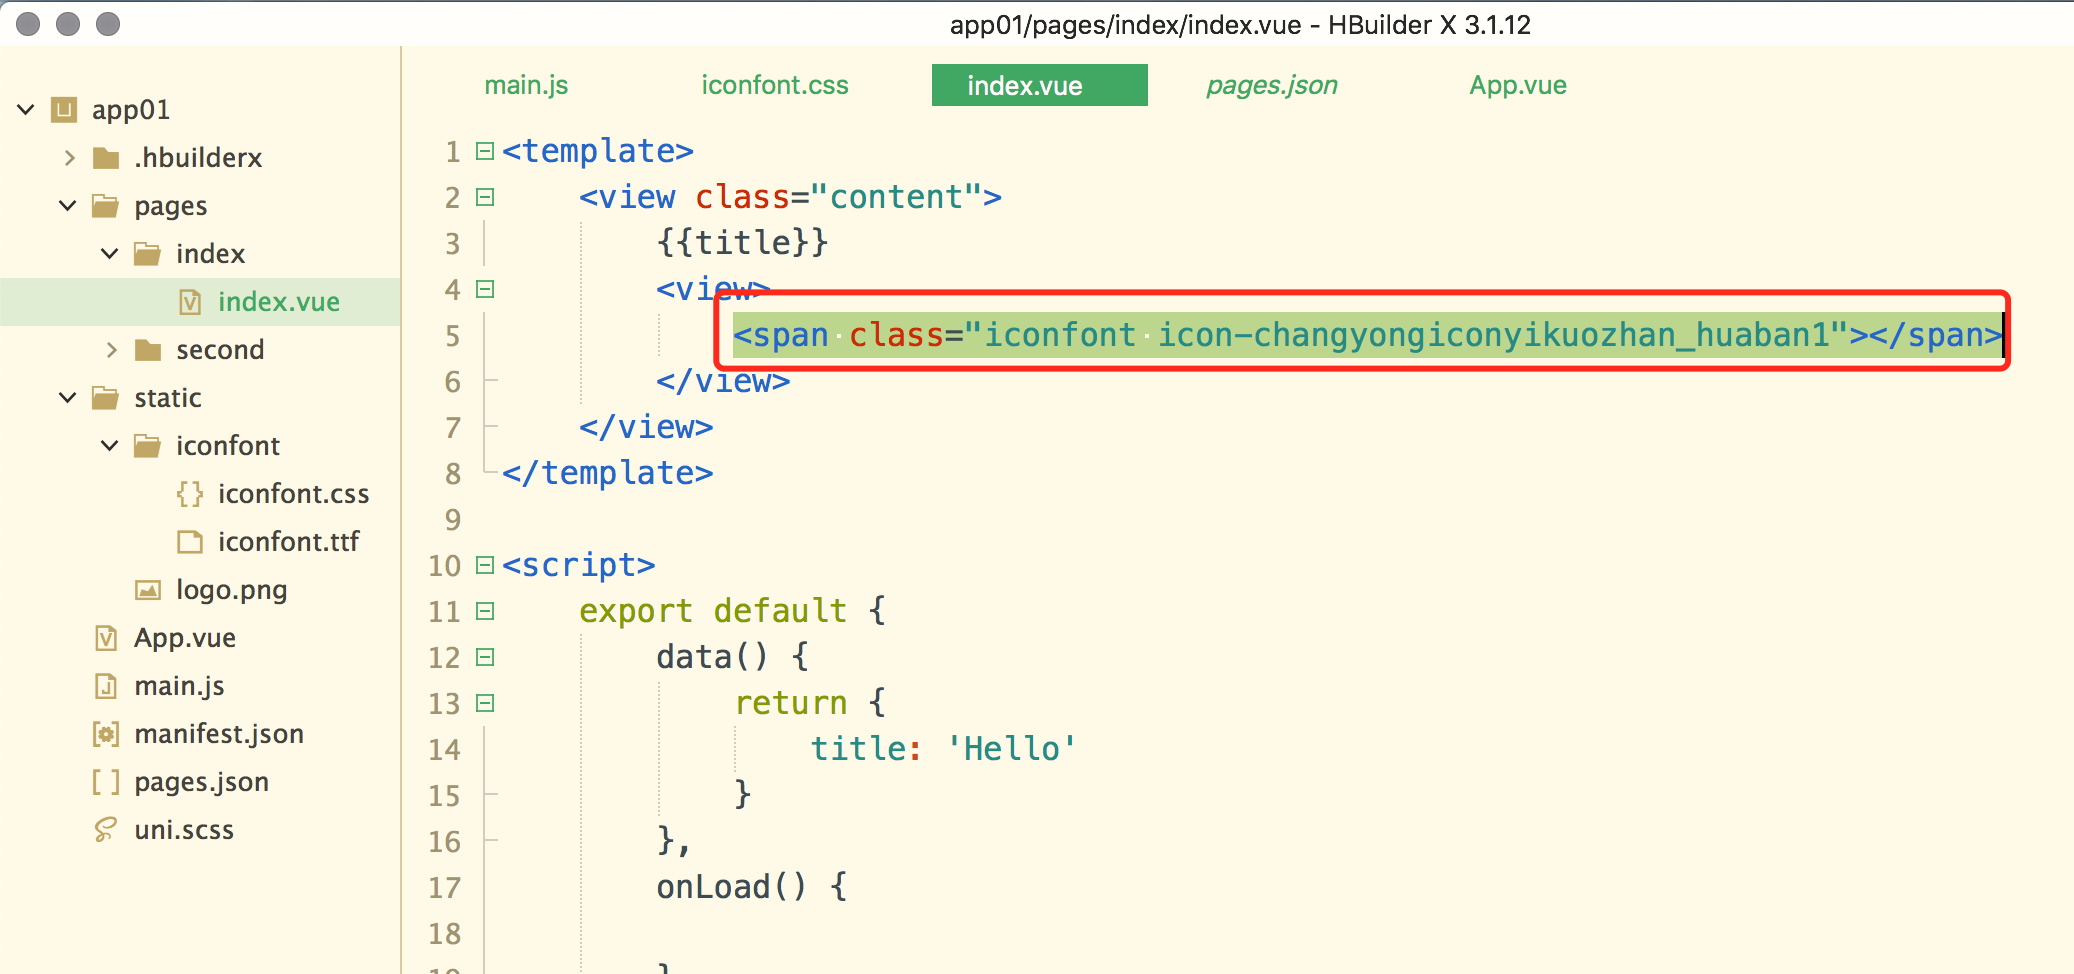 app01/pages/index/index.vue - HBuilder X 3.1.12
app01
.hbuilderx
pages
index
index.vue
second
static
iconfont
iconfont.css
iconfont.ttf
logo.png
App.vue
main.js
manifest.json
pages.json
uni.scss
main.js iconfont.css index.vue pages.json App.vue
1 <template>
2 <view class="content">
3 {{title}}
4 <view>
5 <span class="iconfont icon-changyongiconyikuozhan_huaban1"></span>
6 </view>
7 </view>
8 </template>
9
10 <script>
11 export default {
12 data() {
13 return {
14 title: 'Hello'
15 }
16 },
17 onLoad() {
18